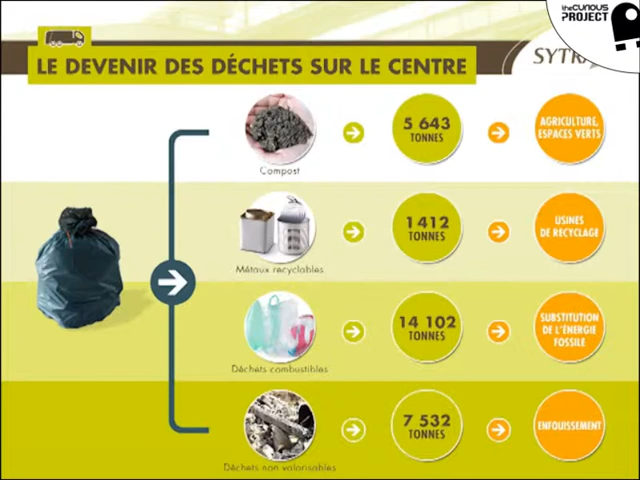 theCURIOUS
PROJECT
LE DEVENIR DES DÉCHETS SUR LE CENTRE
Compost
5 643
TONNES
AGRICULTURE,
ESPACES VERTS
Métaux recyclables
1 412
TONNES
USINES
DE RECYCLAGE
Déchets combustibles
14 102
TONNES
SUBSTITUTION
DE L'ÉNERGIE
FOSSILE
Déchets non valorisables
7 532
TONNES
ENFOUISSEMENT